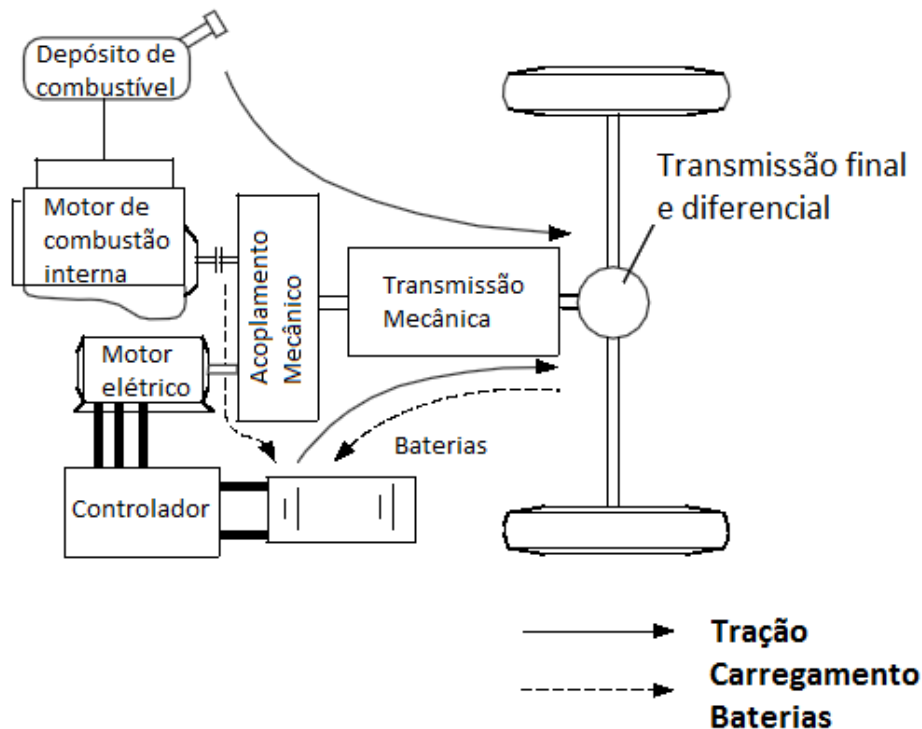 Depósito de
combustível
Motor de
combustão
interna
Motor
elétrico
Controlador
Acoplamento
Mecânico
Transmissão
Mecânica
Baterias
Transmissão final
e diferencial
Tração
Carregamento
Baterias